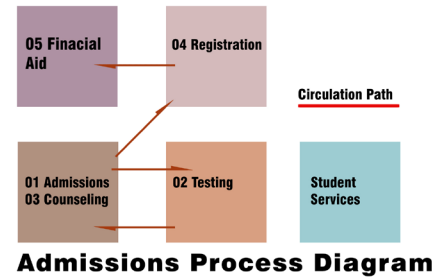 05 Finacial
Aid
04 Registration
Circulation Path
01 Admissions
03 Counseling
02 Testing
Student
Services
Admissions Process Diagram